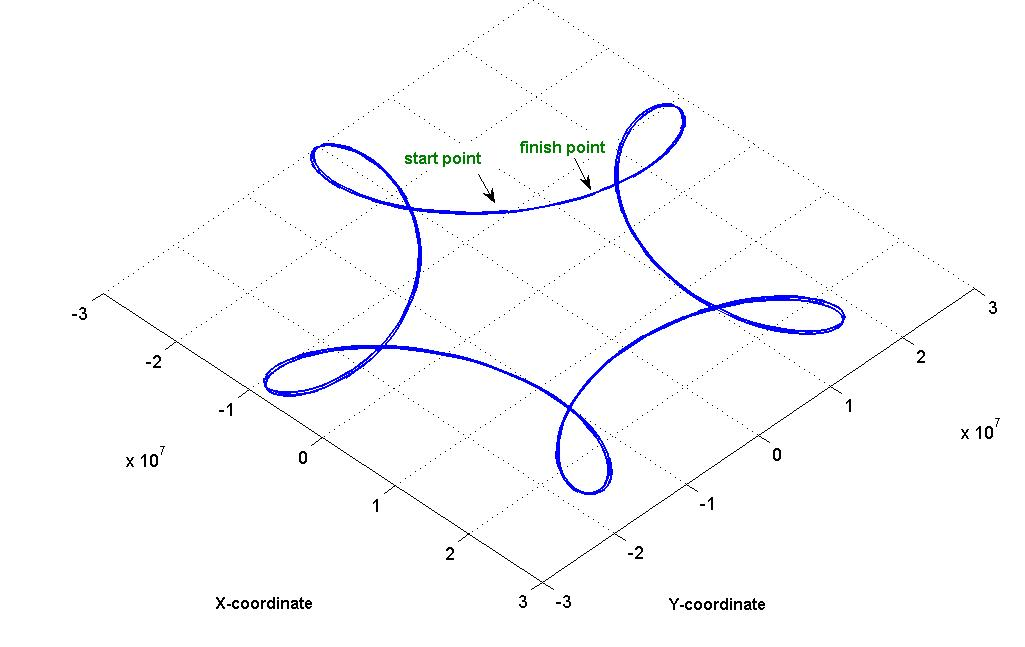 finish point
start point
-3
-2
-1
0
1
2
3
x 10^7
X-coordinate
-3
-2
-1
0
1
2
3
x 10^7
Y-coordinate